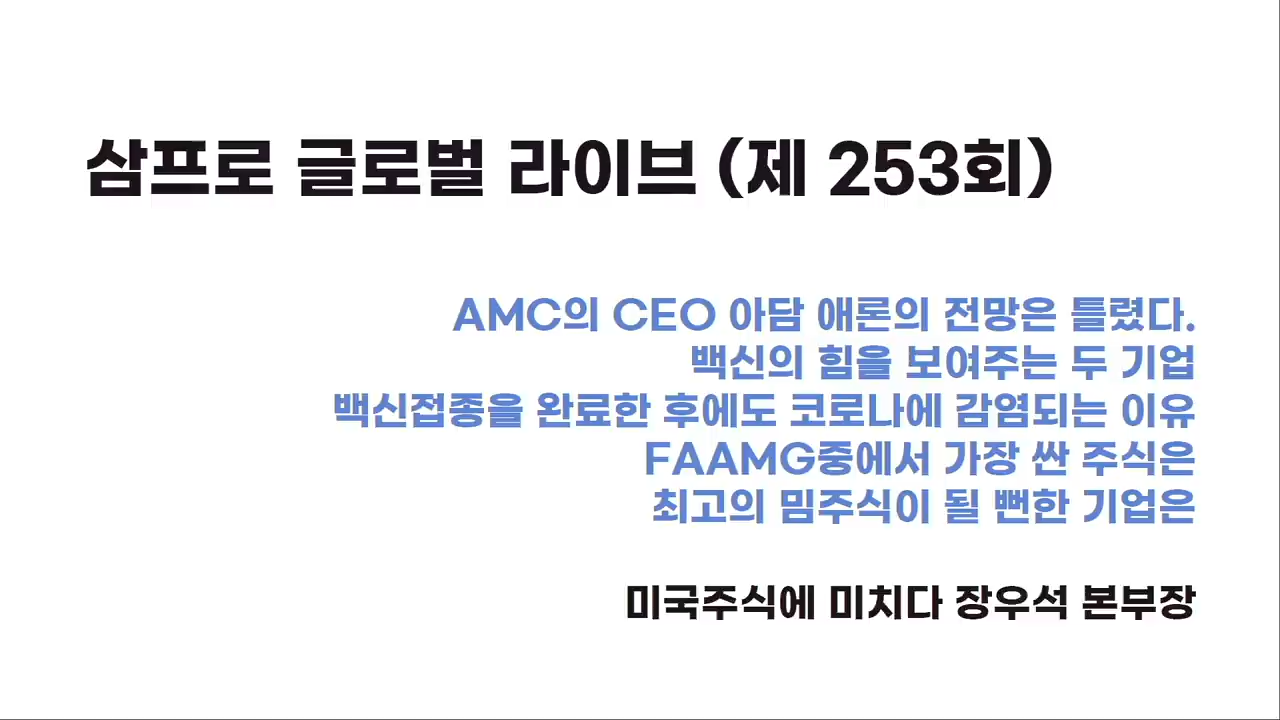 삼프로 글로벌 라이브 (제 253회)
AMC의 CEO 아담 애론의 전망은 틀렸다.
백신의 힘을 보여주는 두 기업
백신접종을 완료한 후에도 코로나에 감염되는 이유
FAAMG중에서 가장 싼 주식은
최고의 밈주식이 될 뻔한 기업은
미국주식에 미치다 장우석 본부장